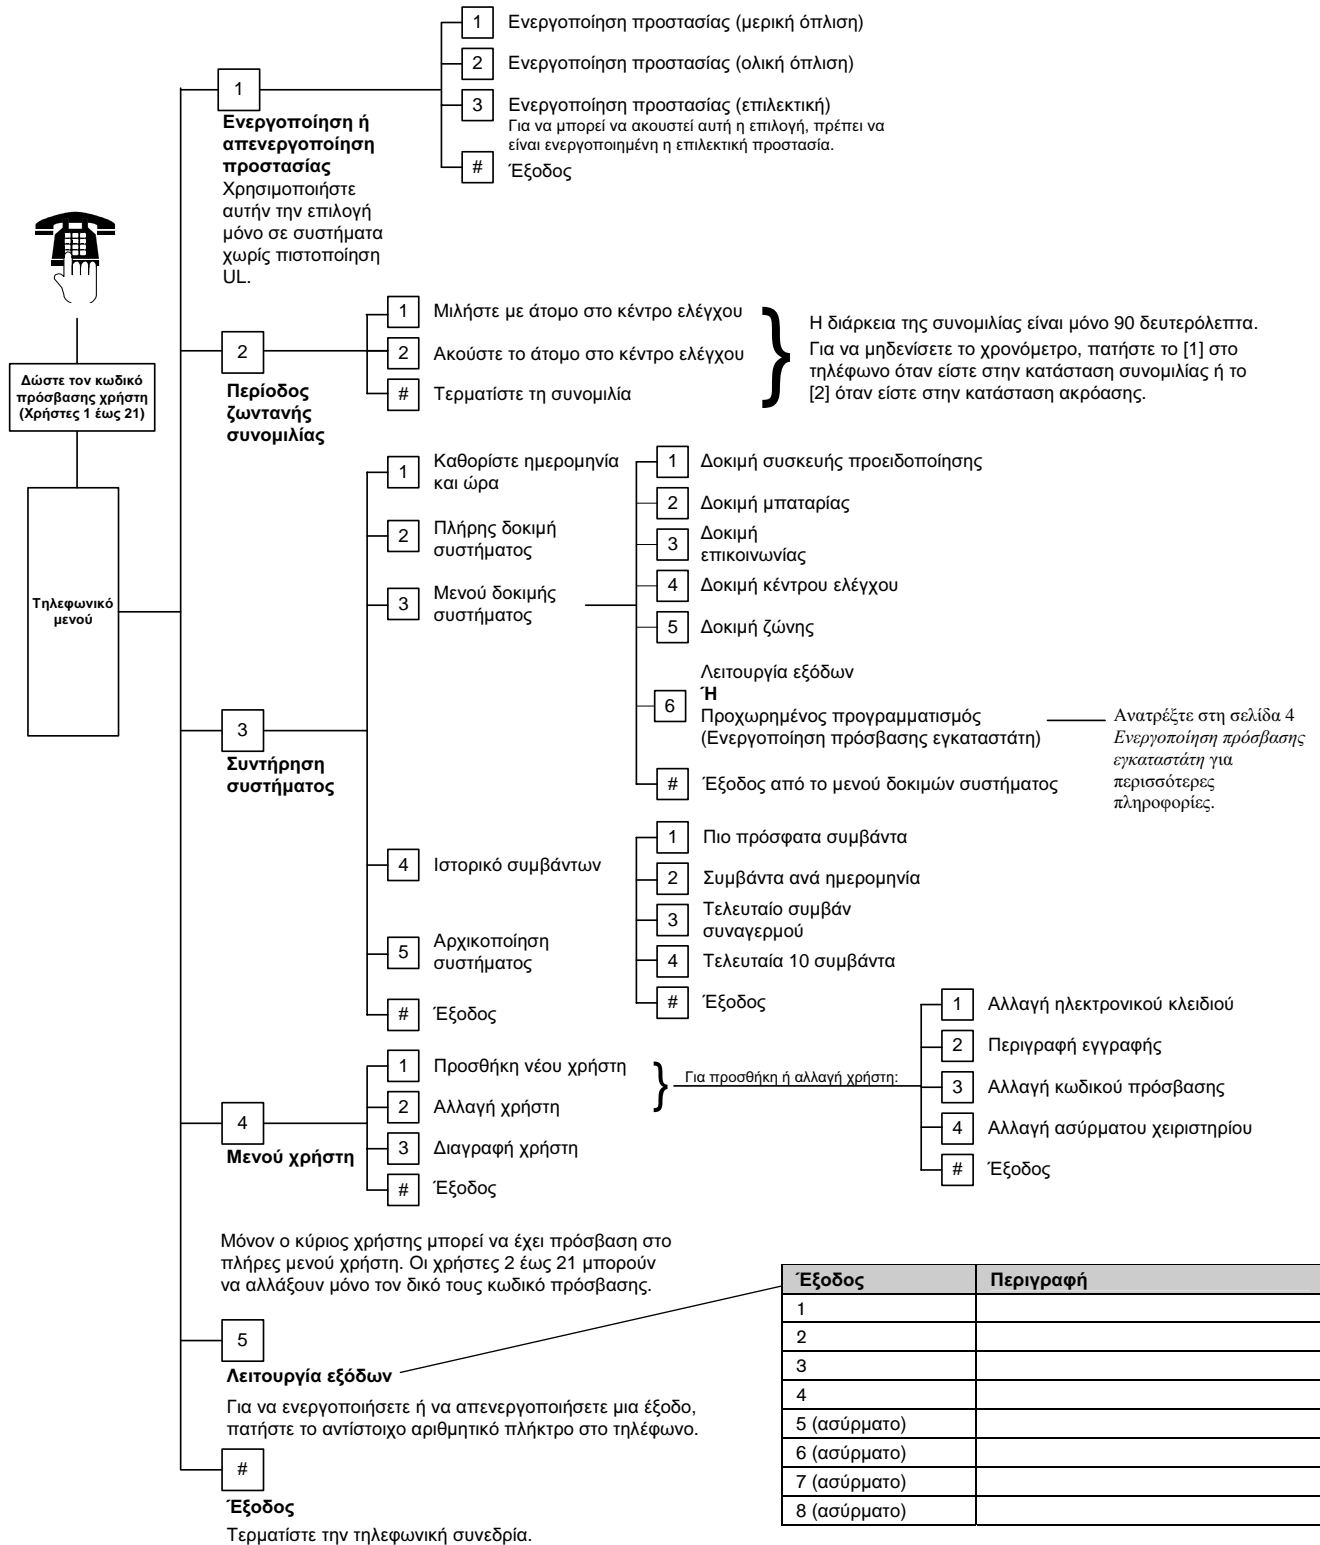 1
Ενεργοποίηση προστασίας (μερική όπλιση)
2
Ενεργοποίηση προστασίας (ολική όπλιση)
3
Ενεργοποίηση προστασίας (επιλεκτική)
Για να μπορεί να ακουστεί αυτή η επιλογή, πρέπει να
είναι ενεργοποιημένη η επιλεκτική προστασία.
#
Έξοδος
1
Ενεργοποίηση ή
απενεργοποίηση
προστασίας
Χρησιμοποιήστε
αυτήν την επιλογή
μόνο σε συστήματα
χωρίς πιστοποίηση
UL.
Δώστε τον κωδικό
πρόσβασης χρήστη
(Χρήστες 1 έως 21)
Τηλεφωνικό
μενού
2
Περίοδος
ζωντανής
συνομιλίας
1
Μιλήστε με άτομο στο κέντρο ελέγχου
2
Ακούστε το άτομο στο κέντρο ελέγχου
#
Τερματίστε τη συνομιλία
Η διάρκεια της συνομιλίας είναι μόνο 90 δευτερόλεπτα.
Για να μηδενίσετε το χρονόμετρο, πατήστε το [1] στο
τηλέφωνο όταν είστε στην κατάσταση συνομιλίας ή το
[2] όταν είστε στην κατάσταση ακρόασης.
3
Συντήρηση
συστήματος
1
Καθορίστε ημερομηνία
και ώρα
2
Πλήρης δοκιμή
συστήματος
3
Μενού δοκιμής
συστήματος
1
Δοκιμή συσκευής προειδοποίησης
2
Δοκιμή μπαταρίας
3
Δοκιμή
επικοινωνίας
4
Δοκιμή κέντρου ελέγχου
5
Δοκιμή ζώνης
6
Λειτουργία εξόδων
Ή
Προχωρημένος προγραμματισμός
(Ενεργοποίηση πρόσβασης εγκαταστάτη)
Ανατρέξτε στη σελίδα 4
Ενεργοποίηση πρόσβασης
εγκαταστάτη για
περισσότερες
πληροφορίες.
#
Έξοδος από το μενού δοκιμών συστήματος
4
Ιστορικό συμβάντων
1
Πιο πρόσφατα συμβάντα
2
Συμβάντα ανά ημερομηνία
3
Τελευταίο συμβάν
συναγερμού
4
Τελευταία 10 συμβάντα
#
Έξοδος
5
Αρχικοποίηση
συστήματος
#
Έξοδος
4
Μενού χρήστη
1
Προσθήκη νέου χρήστη
2
Αλλαγή χρήστη
3
Διαγραφή χρήστη
#
Έξοδος
Για προσθήκη ή αλλαγή χρήστη:
1
Αλλαγή ηλεκτρονικού κλειδιού
2
Περιγραφή εγγραφής
3
Αλλαγή κωδικού πρόσβασης
4
Αλλαγή ασύρματου χειριστηρίου
#
Έξοδος
Μόνον ο κύριος χρήστης μπορεί να έχει πρόσβαση στο
πλήρες μενού χρήστη. Οι χρήστες 2 έως 21 μπορούν
να αλλάξουν μόνο τον δικό τους κωδικό πρόσβασης.
5
Λειτουργία εξόδων
Για να ενεργοποιήσετε ή να απενεργοποιήσετε μια έξοδο,
πατήστε το αντίστοιχο αριθμητικό πλήκτρο στο τηλέφωνο.
#
Έξοδος
Τερματίστε την τηλεφωνική συνεδρία.
Έξοδος Περιγραφή
1
2
3
4
5 (ασύρματο)
6 (ασύρματο)
7 (ασύρματο)
8 (ασύρματο)